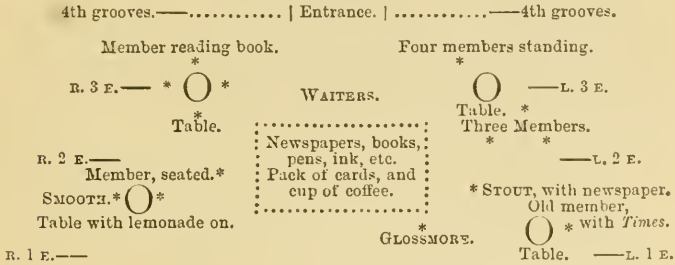 4th grooves.—............ | Entrance. | ............—4th grooves.
Member reading book. Four members standing.
* *
R. 3 E.— * O * O —L. 3 E.
WAITERS.
* Table. *
Table. Three Members.
Newspapers, books, * *
R. 2 E.— pens, ink, etc. —L. 2 E.
Member, seated.* Pack of cards, and
SMOOTH.* O * cup of coffee. * STOUT, with newspaper.
Old member,
Table with lemonade on. * O * with Times.
GLOSSMORE.
R. 1 E.—— Table. ——L. 1 E.